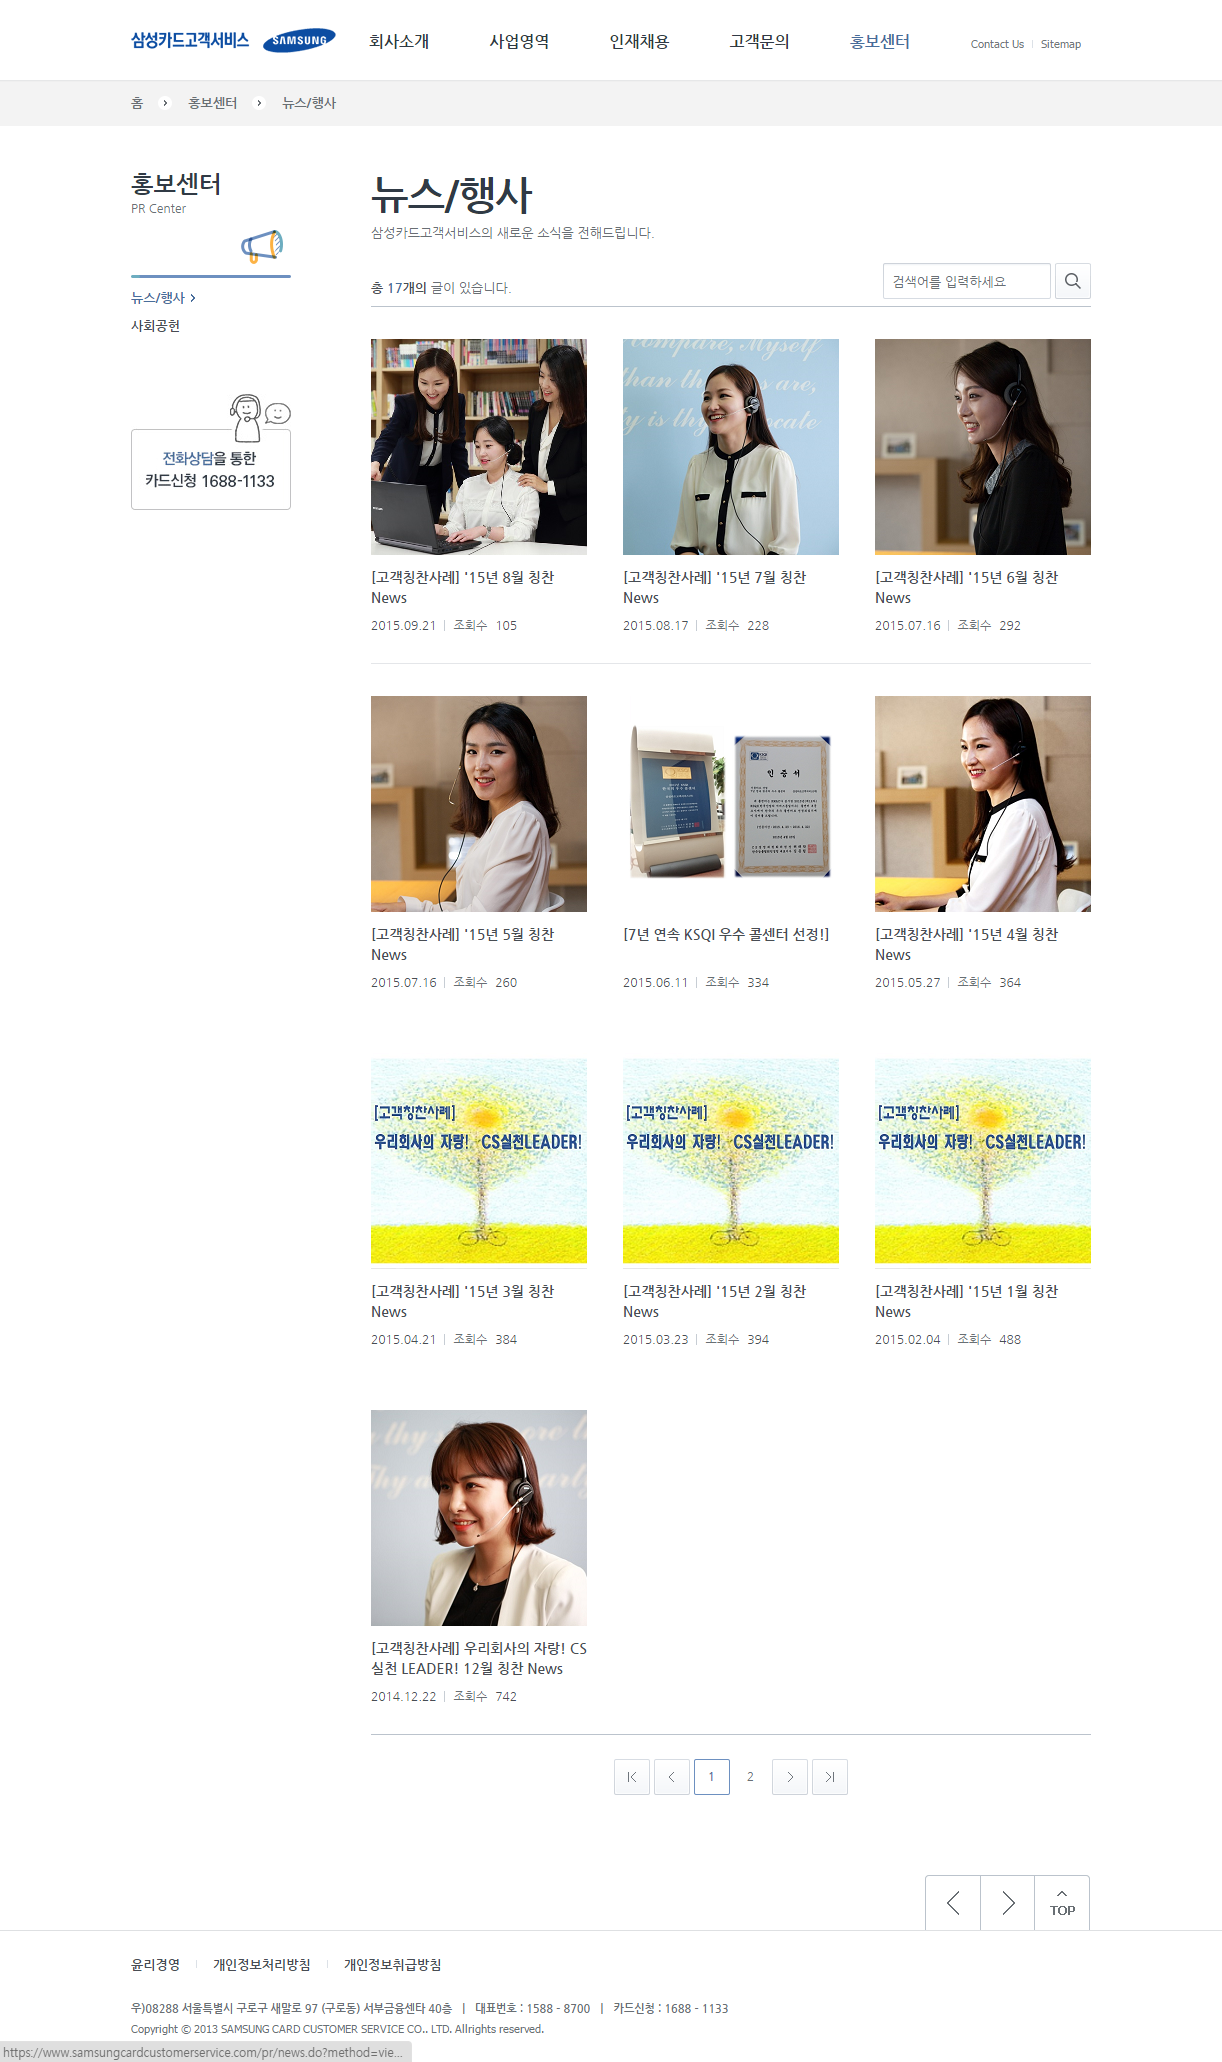 삼성카드고객서비스 SAMSUNG 회사소개 사업영역 인재채용 고객문의 홍보센터 Contact Us Sitemap
홈 홍보센터 뉴스/행사
홍보센터
PR Center
뉴스/행사
사회공헌
전화상담을 통한
카드신청 1688-1133
뉴스/행사
삼성카드고객서비스의 새로운 소식을 전해드립니다.
총 17개의 글이 있습니다.
검색어를 입력하세요
compare, Myself
[고객칭찬사례] '15년 8월 칭찬
News
2015.09.21 조회수 105
[고객칭찬사례] '15년 7월 칭찬
News
2015.08.17 조회수 228
[고객칭찬사례] '15년 6월 칭찬
News
2015.07.16 조회수 292
인 증 서
[고객칭찬사례] '15년 5월 칭찬
News
2015.07.16 조회수 260
[7년 연속 KSQI 우수 콜센터 선정!]
2015.06.11 조회수 334
[고객칭찬사례] '15년 4월 칭찬
News
2015.05.27 조회수 364
[고객칭찬사례]
우리회사의 자랑! CS실천LEADER!
[고객칭찬사례] '15년 3월 칭찬
News
2015.04.21 조회수 384
[고객칭찬사례]
우리회사의 자랑! CS실천LEADER!
[고객칭찬사례] '15년 2월 칭찬
News
2015.03.23 조회수 394
[고객칭찬사례]
우리회사의 자랑! CS실천LEADER!
[고객칭찬사례] '15년 1월 칭찬
News
2015.02.04 조회수 488
[고객칭찬사례] 우리회사의 자랑! CS
실천 LEADER! 12월 칭찬 News
2014.12.22 조회수 742
1 2
TOP
윤리경영 개인정보처리방침 개인정보취급방침
우)08288 서울특별시 구로구 새말로 97 (구로동) 서부금융센타 40층 | 대표번호 : 1588 - 8700 | 카드신청 : 1688 - 1133
Copyright © 2013 SAMSUNG CARD CUSTOMER SERVICE CO.. LTD. Allrights reserved.
https://www.samsungcardcustomerservice.com/pr/news.do?method=vie...